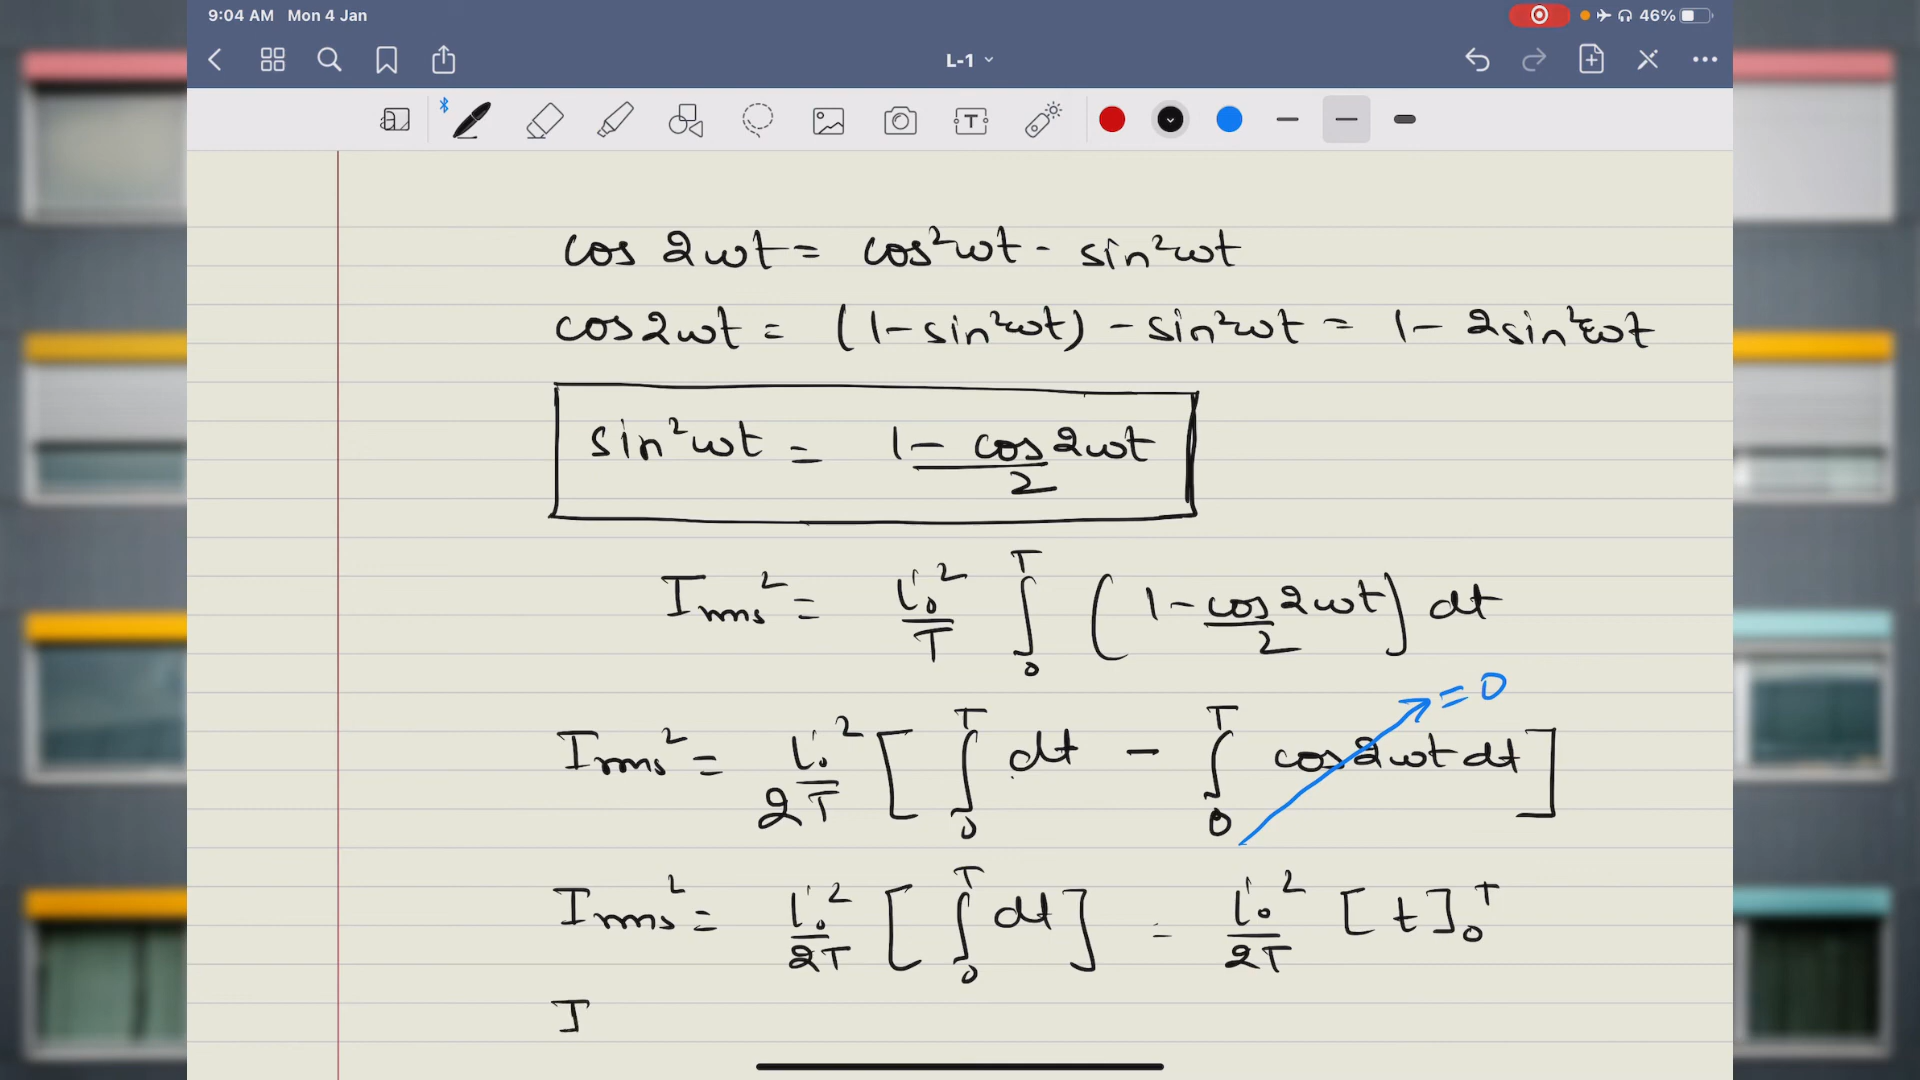 9:04 AM Mon 4 Jan 46%
L-1
cos 2ωt = cos²ωt - sin²ωt
cos2ωt = (1-sin²ωt) - sin²ωt = 1- 2sin²ωt
sin²ωt = 1- cos2ωt / 2
Irms² = i₀²/T ∫₀ᵀ (1-cos2ωt / 2) dt
= 0
Irms² = i₀²/2T [ ∫₀ᵀ dt - ∫₀ᵀ cos2ωt dt ]
Irms² = i₀²/2T [ ∫₀ᵀ dt ] = i₀²/2T [ t ]₀ᵀ
I